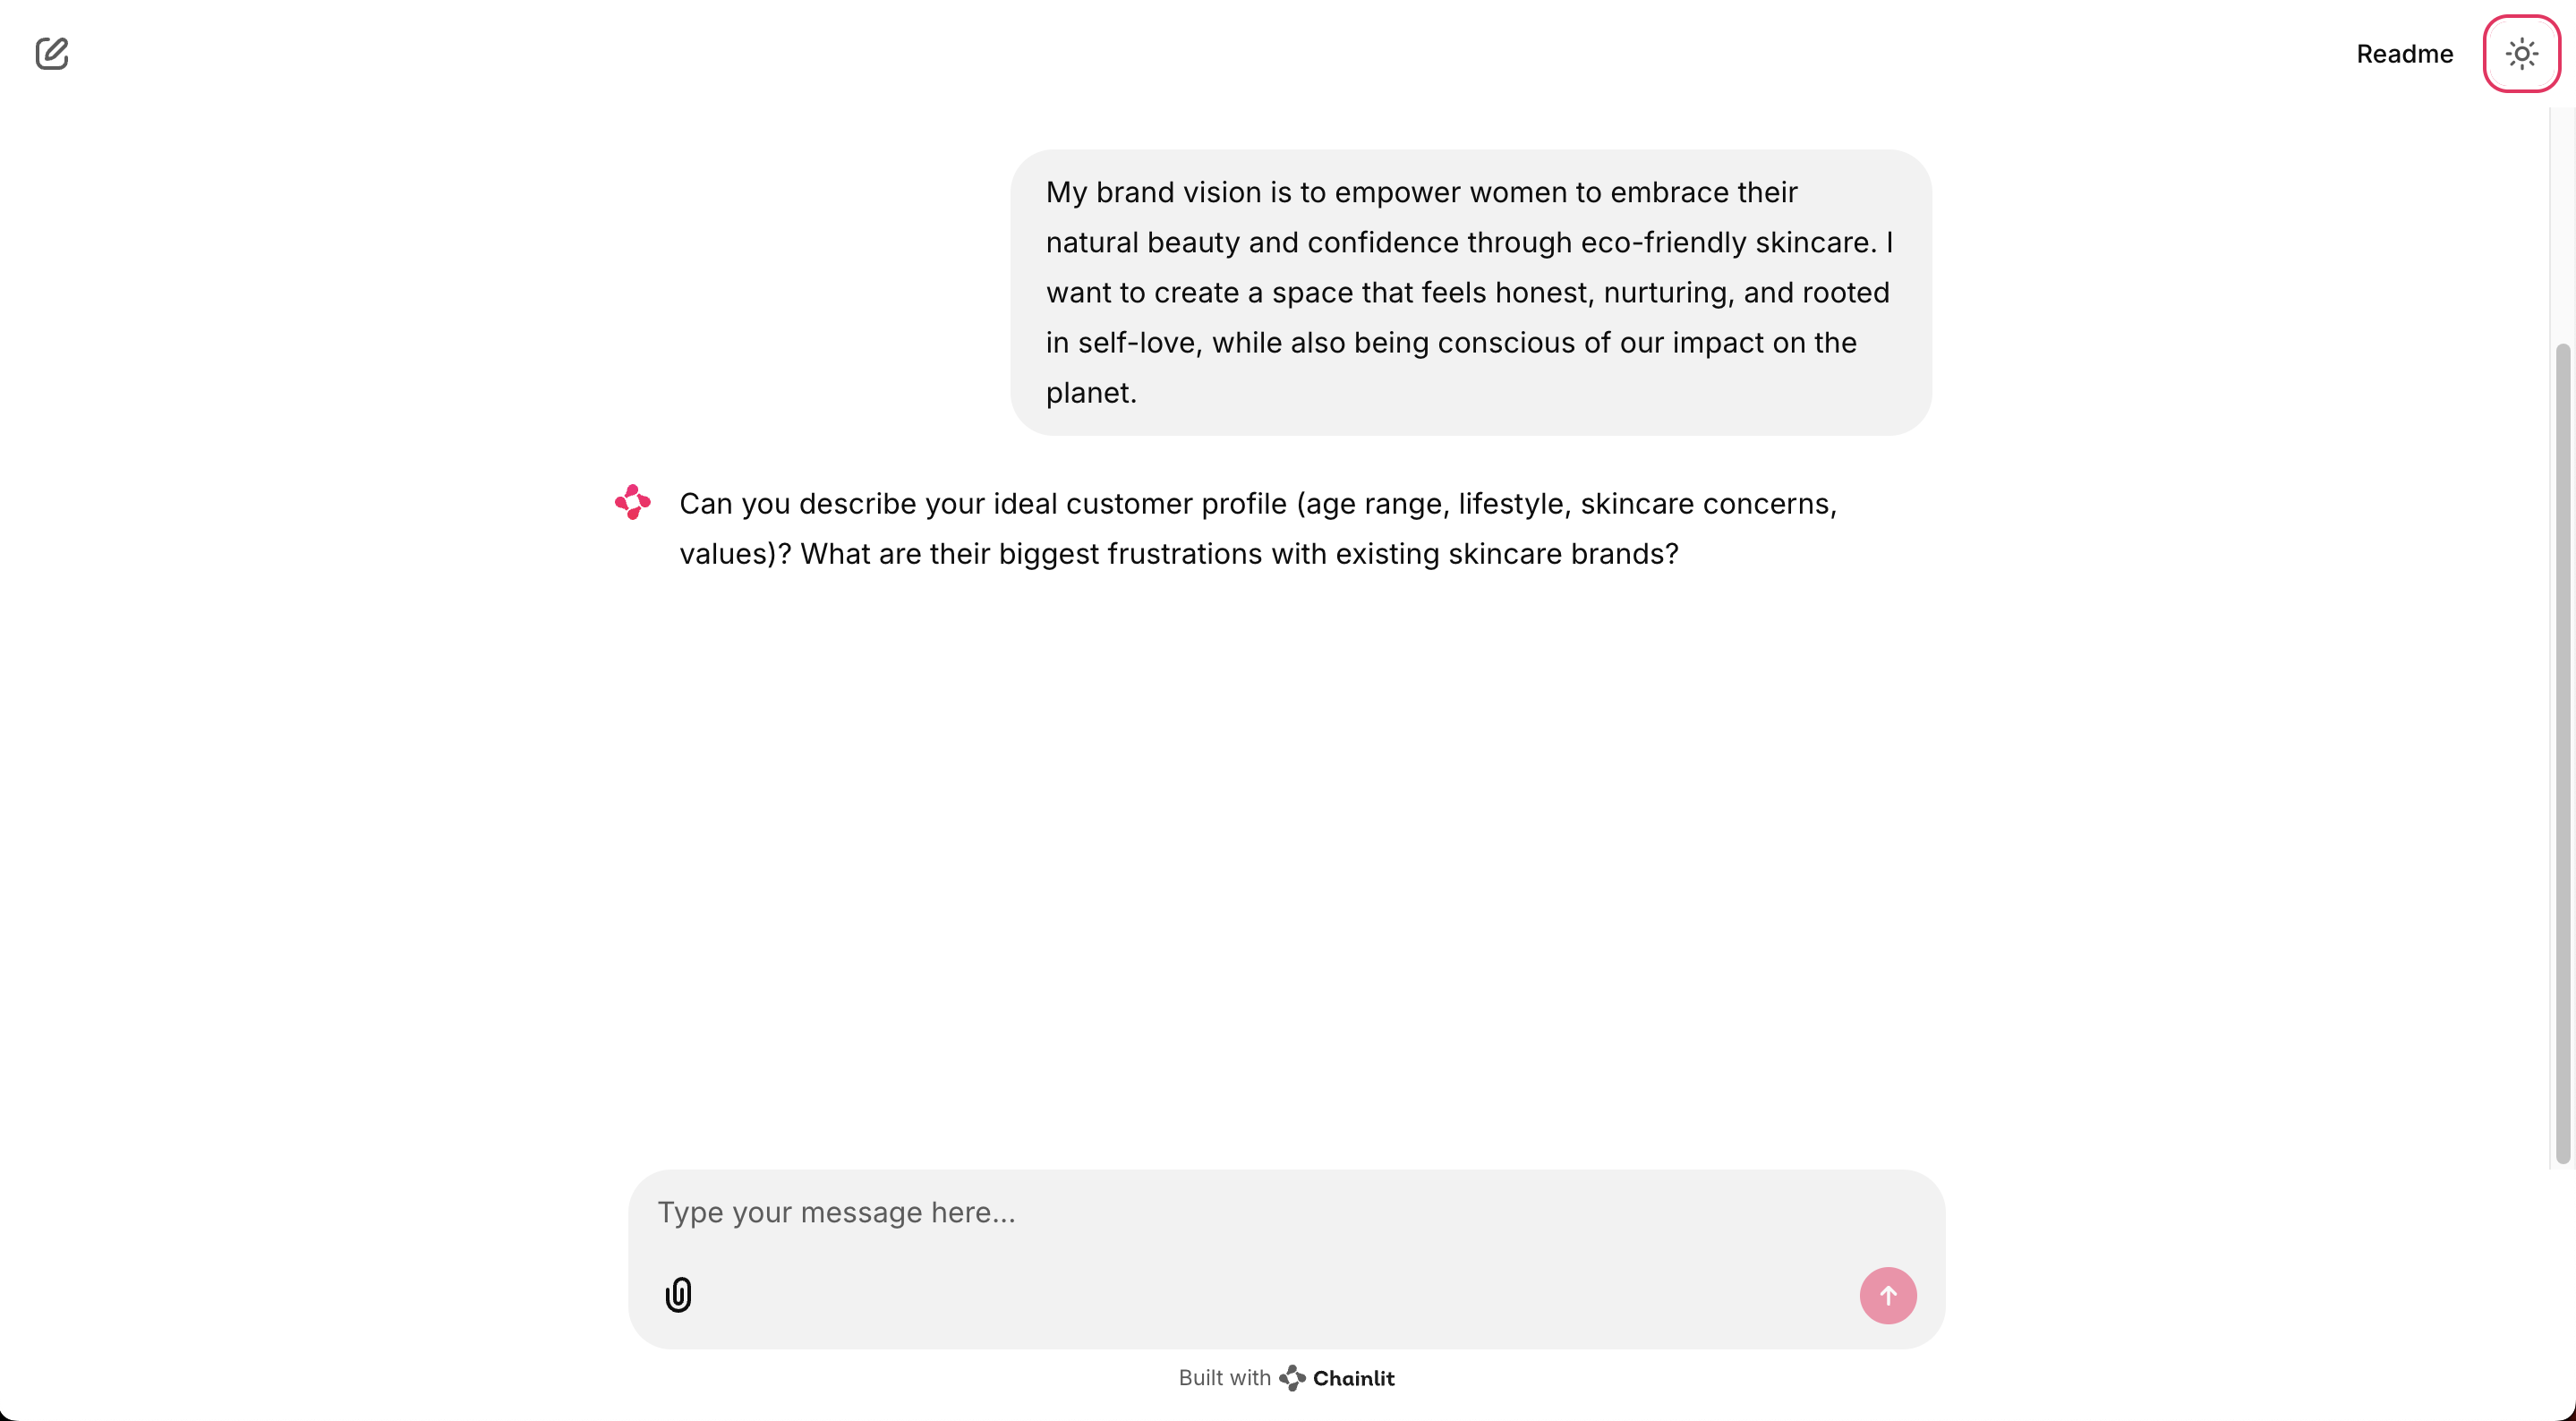 Readme
My brand vision is to empower women to embrace their
natural beauty and confidence through eco-friendly skincare. I
want to create a space that feels honest, nurturing, and rooted
in self-love, while also being conscious of our impact on the
planet.
Can you describe your ideal customer profile (age range, lifestyle, skincare concerns,
values)? What are their biggest frustrations with existing skincare brands?
Type your message here...
Built with Chainlit